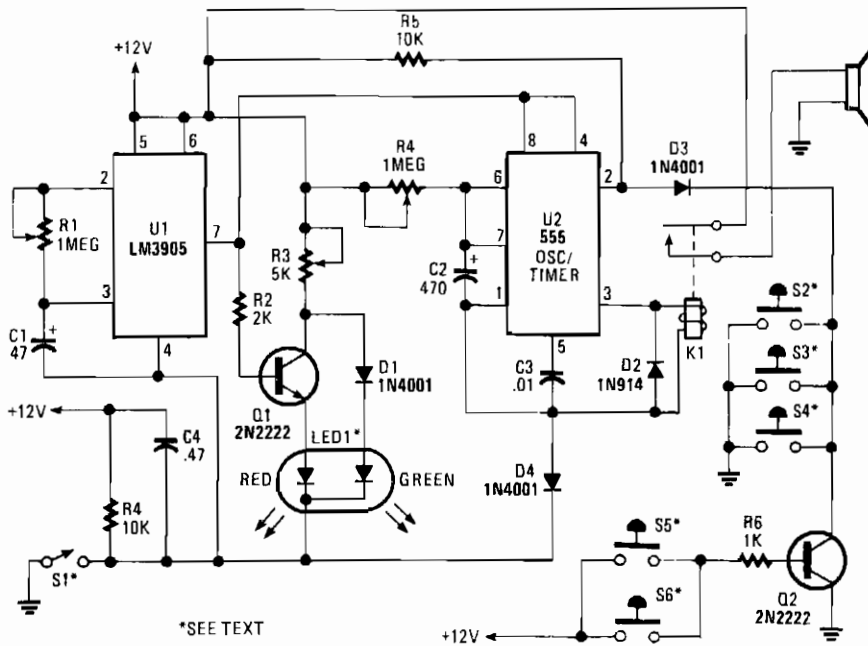 R5
10K
+12V
5
6
8
4
R4
1MEG
D3
1N4001
2
6
2
R1
1MEG
U1
LM3905
7
U2
555
OSC/
TIMER
7
R3
5K
C2
470
+
3
1
3
R2
2K
S2*
C1
47
+
4
5
K1
D1
1N4001
C3
.01
D2
1N914
S3*
Q1
2N2222
+12V
C4
.47
LED1*
S4*
RED
GREEN
D4
1N4001
R4
10K
S5*
R6
1K
S1*
S6*
Q2
2N2222
*SEE TEXT
+12V